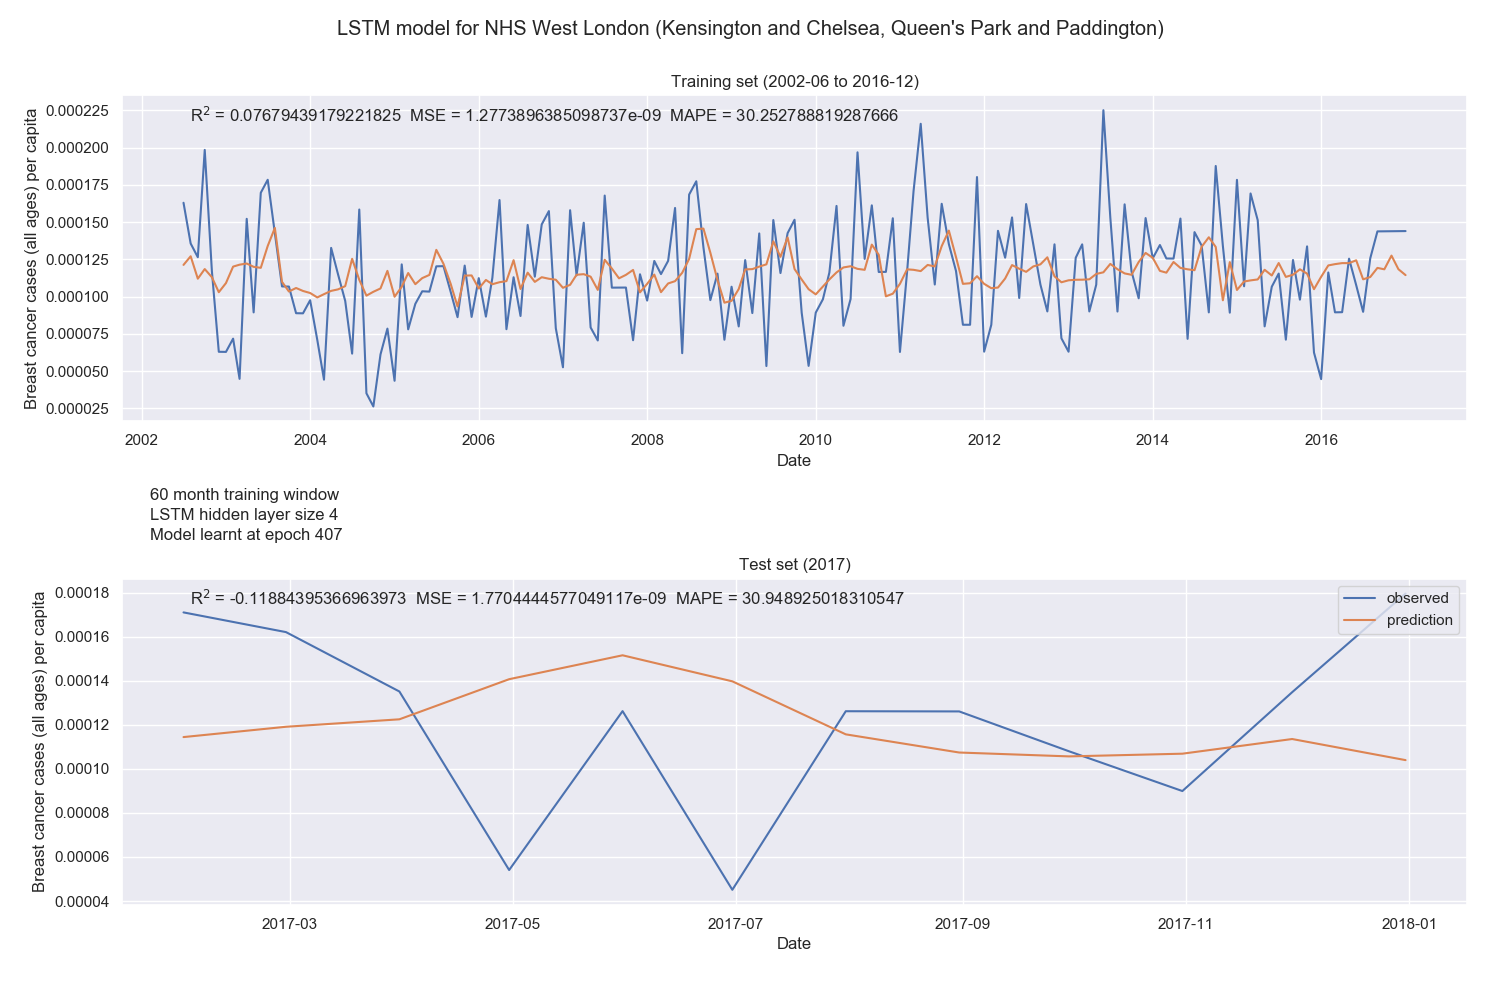 LSTM model for NHS West London (Kensington and Chelsea, Queen's Park and Paddington)
Training set (2002-06 to 2016-12)
R² = 0.07679439179221825 MSE = 1.2773896385098737e-09 MAPE = 30.252788819287666
Breast cancer cases (all ages) per capita
0.000225
0.000200
0.000175
0.000150
0.000125
0.000100
0.000075
0.000050
0.000025
2002 2004 2006 2008 2010 2012 2014 2016
Date
60 month training window
LSTM hidden layer size 4
Model learnt at epoch 407
Test set (2017)
R² = -0.11884395366963973 MSE = 1.7704444577049117e-09 MAPE = 30.948925018310547
observed
prediction
Breast cancer cases (all ages) per capita
0.00018
0.00016
0.00014
0.00012
0.00010
0.00008
0.00006
0.00004
2017-03 2017-05 2017-07 2017-09 2017-11 2018-01
Date